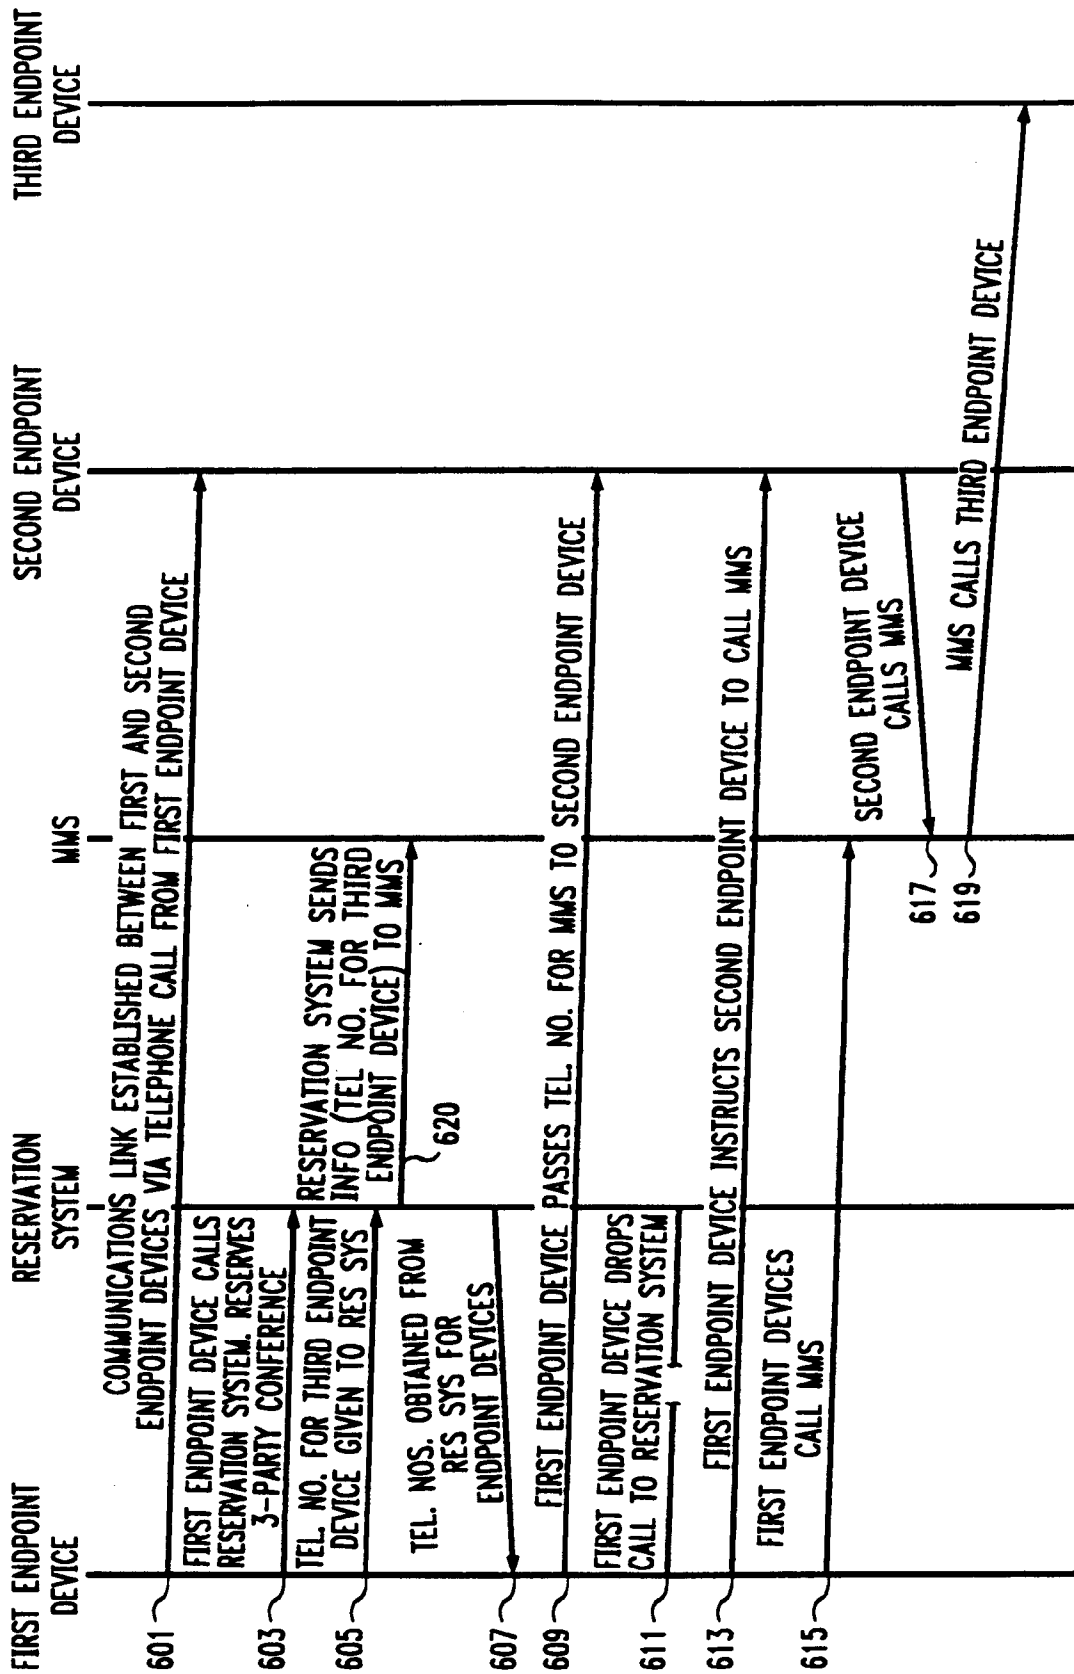 FIRST ENDPOINT
DEVICE
RESERVATION
SYSTEM
MMS
SECOND ENDPOINT
DEVICE
THIRD ENDPOINT
DEVICE
601
COMMUNICATIONS LINK ESTABLISHED BETWEEN FIRST AND SECOND
ENDPOINT DEVICES VIA TELEPHONE CALL FROM FIRST ENDPOINT DEVICE
603
FIRST ENDPOINT DEVICE CALLS
RESERVATION SYSTEM. RESERVES
3-PARTY CONFERENCE
605
TEL. NO. FOR THIRD ENDPOINT
DEVICE GIVEN TO RES SYS
RESERVATION SYSTEM SENDS
INFO (TEL NO. FOR THIRD
ENDPOINT DEVICE) TO MMS
620
607
TEL. NOS. OBTAINED FROM
RES SYS FOR
ENDPOINT DEVICES
609
FIRST ENDPOINT DEVICE PASSES TEL. NO. FOR MMS TO SECOND ENDPOINT DEVICE
611
FIRST ENDPOINT DEVICE DROPS
CALL TO RESERVATION SYSTEM
613
FIRST ENDPOINT DEVICE INSTRUCTS SECOND ENDPOINT DEVICE TO CALL MMS
615
FIRST ENDPOINT DEVICES
CALL MMS
617
SECOND ENDPOINT DEVICE
CALLS MMS
619
MMS CALLS THIRD ENDPOINT DEVICE